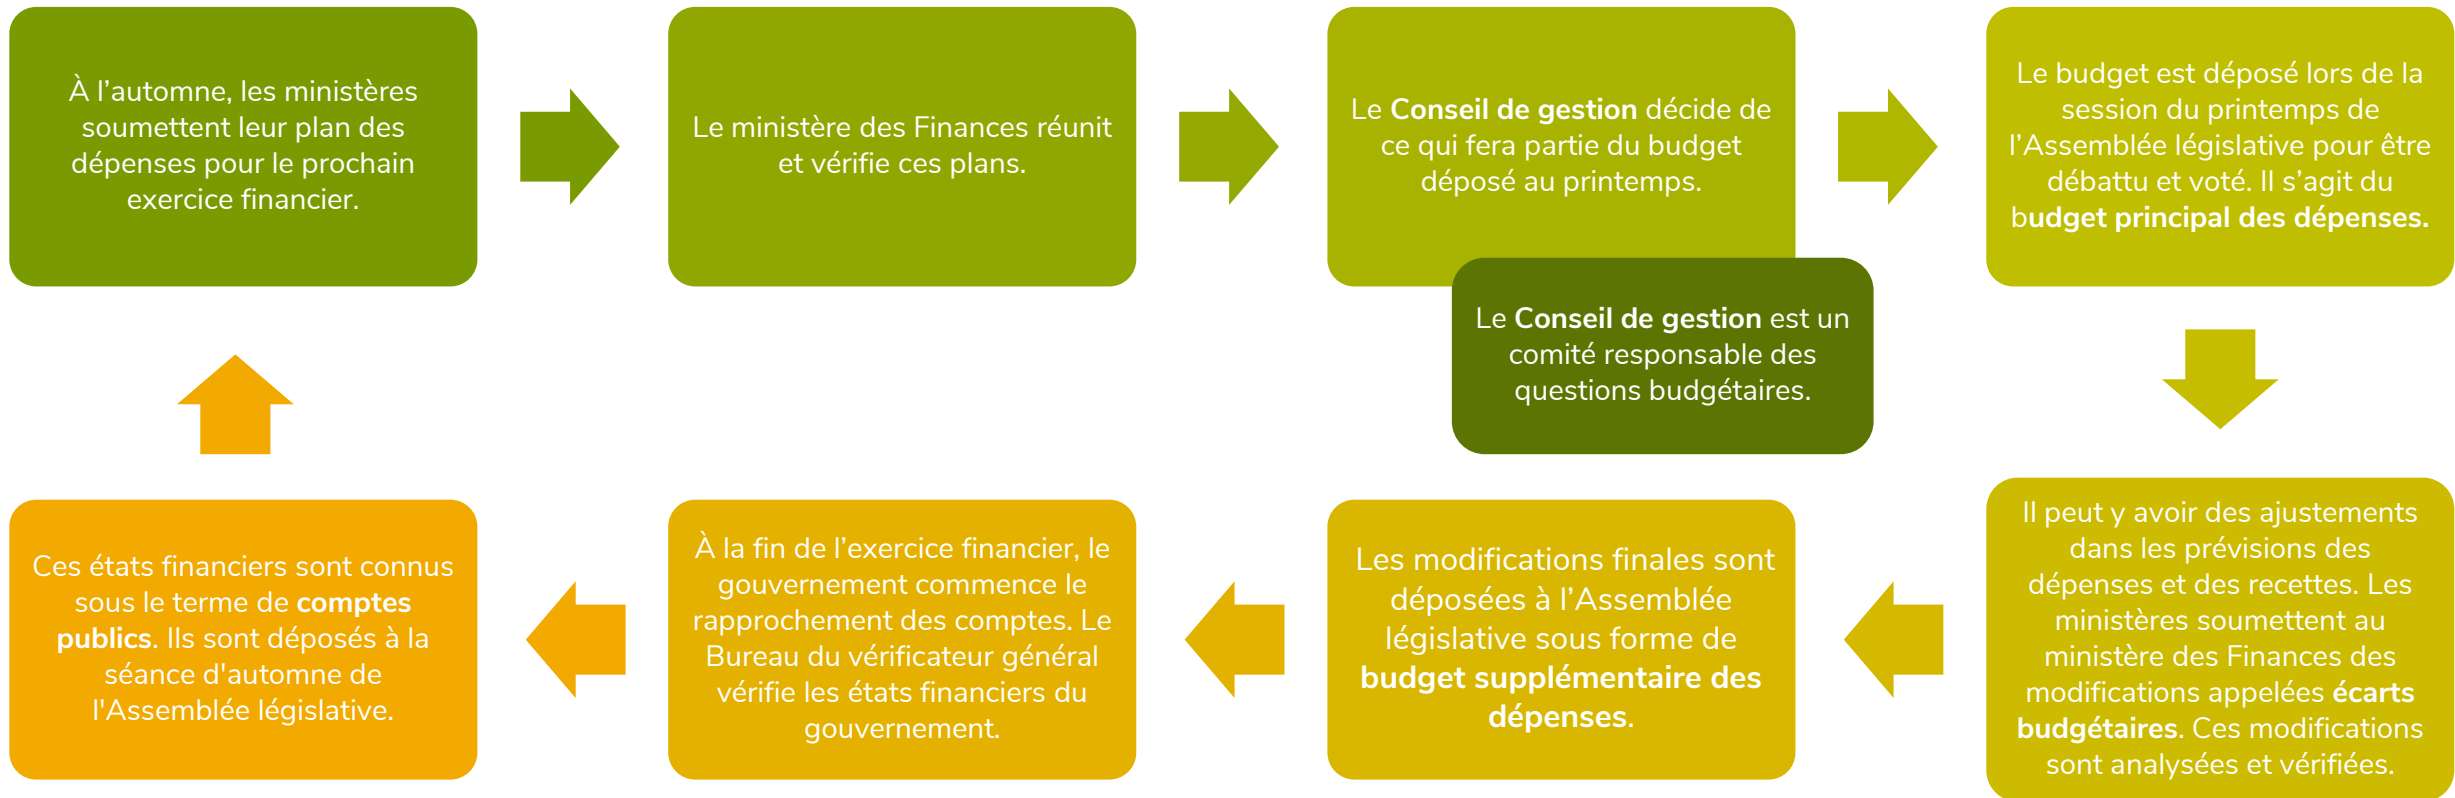 À l’automne, les ministères
soumettent leur plan des
dépenses pour le prochain
exercice financier.
Le ministère des Finances réunit
et vérifie ces plans.
Le Conseil de gestion décide de
ce qui fera partie du budget
déposé au printemps.
Le Conseil de gestion est un
comité responsable des
questions budgétaires.
Le budget est déposé lors de la
session du printemps de
l’Assemblée législative pour être
débattu et voté. Il s’agit du
budget principal des dépenses.
Il peut y avoir des ajustements
dans les prévisions des
dépenses et des recettes. Les
ministères soumettent au
ministère des Finances des
modifications appelées écarts
budgétaires. Ces modifications
sont analysées et vérifiées.
Les modifications finales sont
déposées à l’Assemblée
législative sous forme de
budget supplémentaire des
dépenses.
À la fin de l’exercice financier, le
gouvernement commence le
rapprochement des comptes. Le
Bureau du vérificateur général
vérifie les états financiers du
gouvernement.
Ces états financiers sont connus
sous le terme de comptes
publics. Ils sont déposés à la
séance d'automne de
l'Assemblée législative.